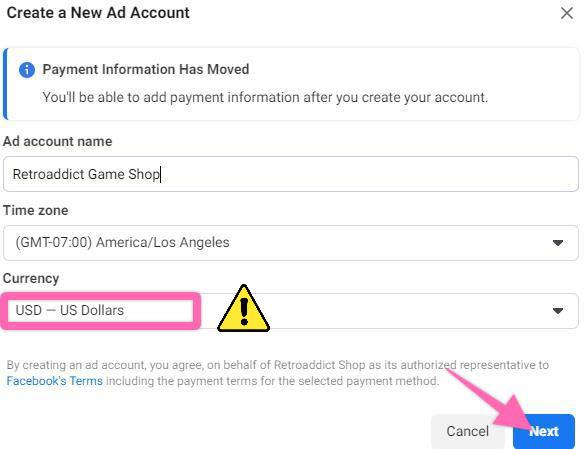 Create a New Ad Account
Payment Information Has Moved
You'll be able to add payment information after you create your account.
Ad account name
Retroaddict Game Shop
Time zone
(GMT-07:00) America/Los Angeles
Currency
USD — US Dollars
By creating an ad account, you agree, on behalf of Retroaddict Shop as its authorized representative to
Facebook's Terms including the payment terms for the selected payment method.
Cancel
Next